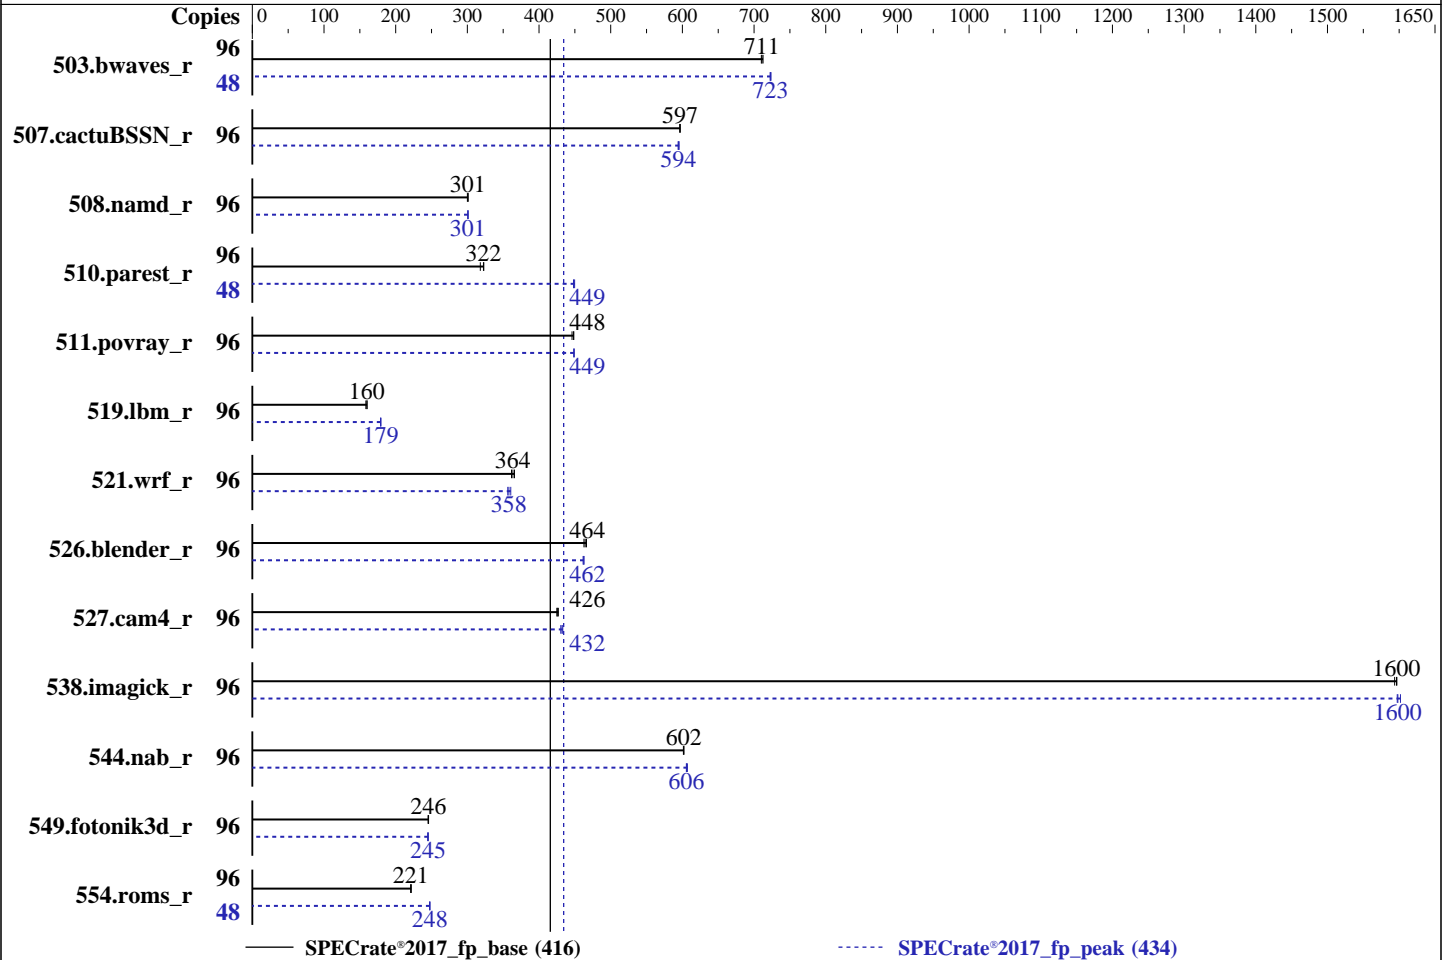 Copies 0 100 200 300 400 500 600 700 800 900 1000 1100 1200 1300 1400 1500 1650
503.bwaves_r 96 711
48 723
507.cactuBSSN_r 96 597
594
508.namd_r 96 301
301
510.parest_r 96 322
48 449
511.povray_r 96 448
449
519.lbm_r 96 160
179
521.wrf_r 96 364
358
526.blender_r 96 464
462
527.cam4_r 96 426
432
538.imagick_r 96 1600
1600
544.nab_r 96 602
606
549.fotonik3d_r 96 246
245
554.roms_r 96 221
48 248
SPECrate®2017_fp_base (416) SPECrate®2017_fp_peak (434)